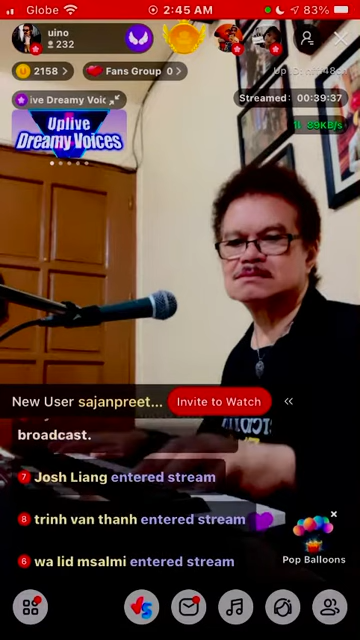 Globe
2:45 AM
83%
uino
232
2158 >
Fans Group 0 >
ive Dreamy Voic
Streamed: 00:39:37
89KB/s
Uplive
Dreamy Voices
New User sajanpreet...
Invite to Watch
broadcast.
7 Josh Liang entered stream
8 trinh van thanh entered stream
6 wa lid msalmi entered stream
Pop Balloons
VS